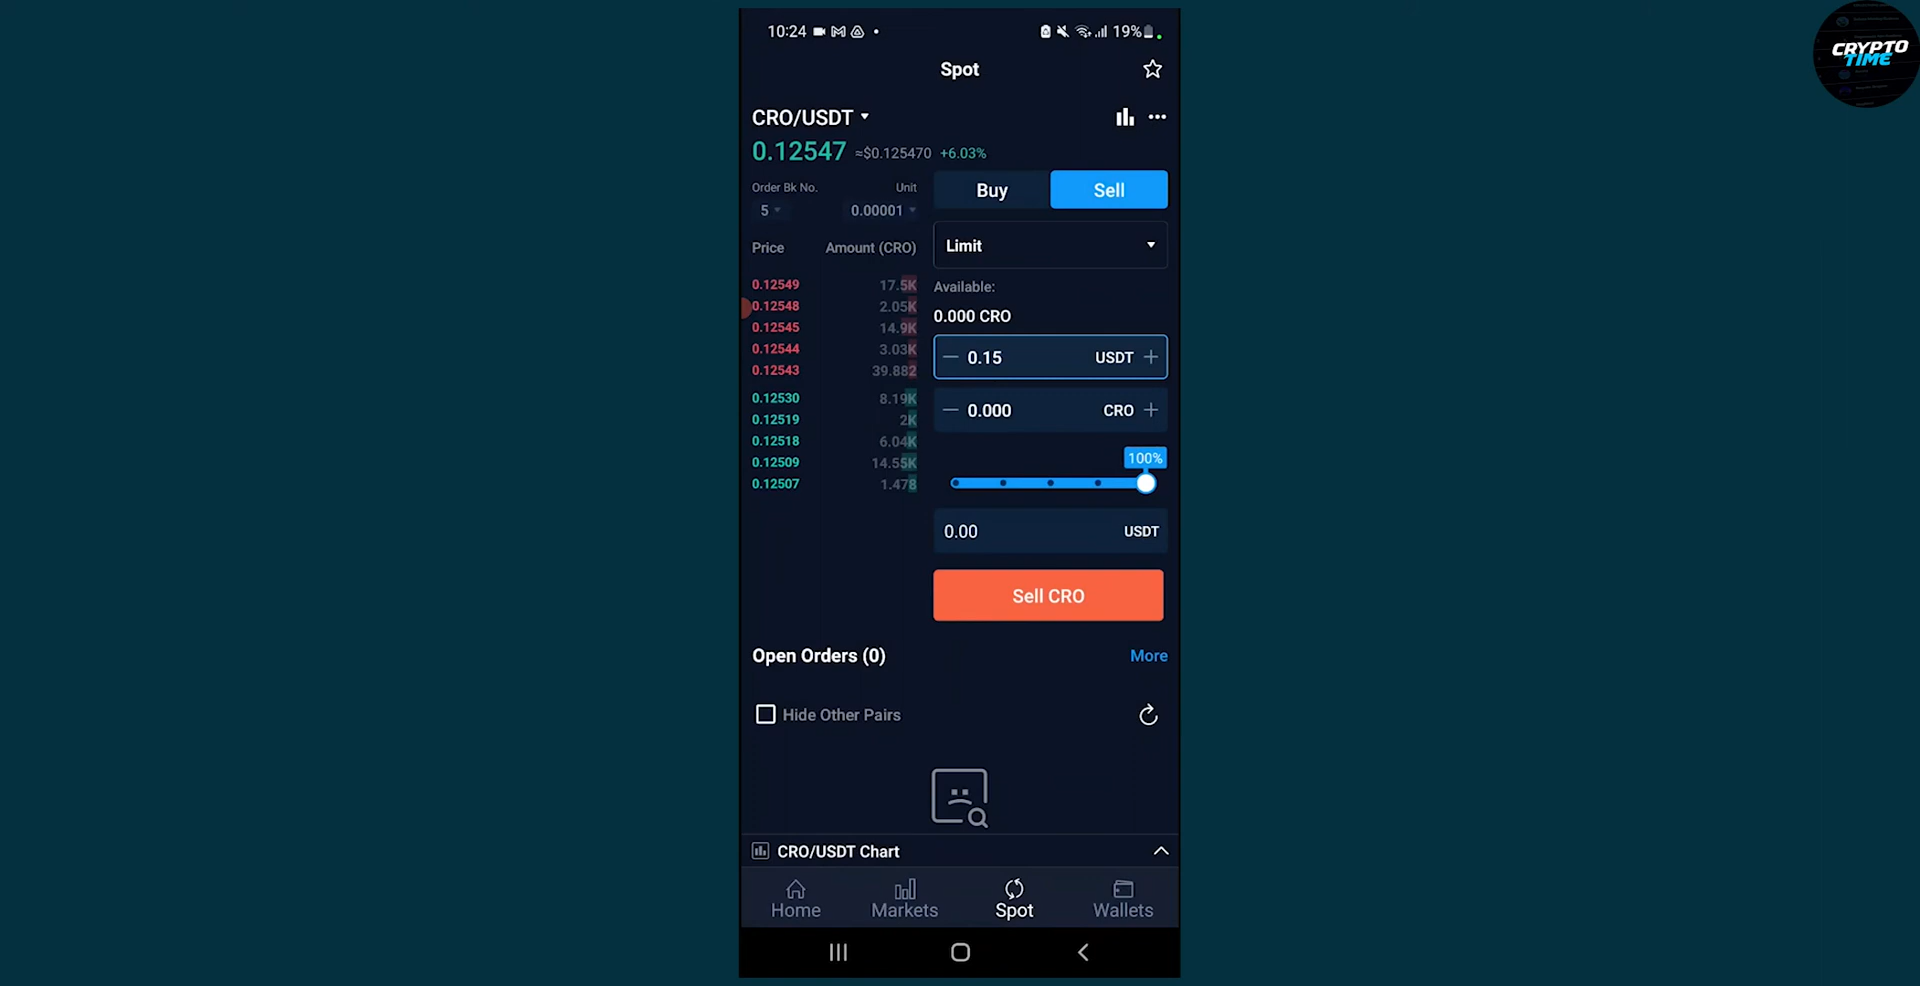 10:24 19%
Spot
CRYPTO
TIME
CRO/USDT
0.12547 ≈$0.125470 +6.03%
Order Bk No. Unit
5 0.00001
Price Amount (CRO)
0.12549 17.5K
0.12548 2.05K
0.12545 14.9K
0.12544 3.03K
0.12543 39.882
0.12530 8.19K
0.12519 2K
0.12518 6.04K
0.12509 14.55K
0.12507 1.478
Buy Sell
Limit
Available:
0.000 CRO
0.15 USDT
0.000 CRO
100%
0.00 USDT
Sell CRO
Open Orders (0) More
Hide Other Pairs
CRO/USDT Chart
Home Markets Spot Wallets